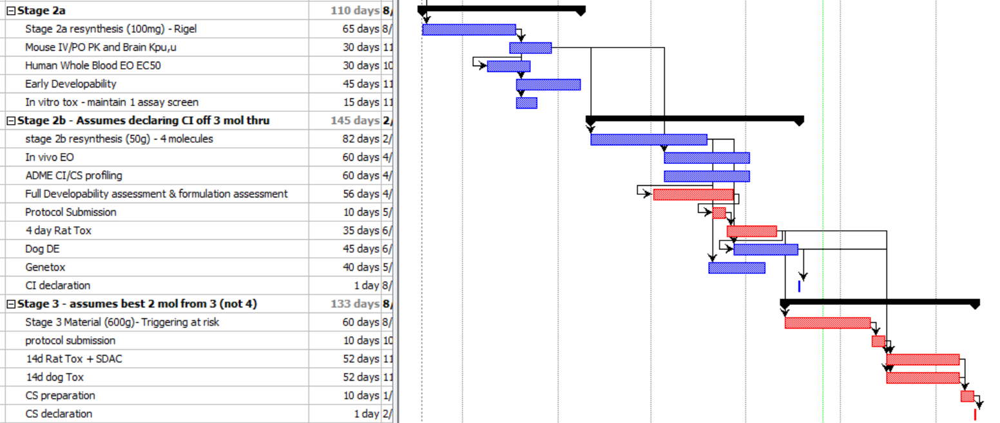 Stage 2a 110 days 8/
Stage 2a resynthesis (100mg) - Rigel 65 days 8/
Mouse IV/PO PK and Brain Kpu,u 30 days 11
Human Whole Blood EO EC50 30 days 10
Early Developability 45 days 11
In vitro tox - maintain 1 assay screen 15 days 11
Stage 2b - Assumes declaring CI off 3 mol thru 145 days 2/
stage 2b resynthesis (50g) - 4 molecules 82 days 2/
In vivo EO 60 days 4/
ADME CI/CS profiling 60 days 4/
Full Developability assessment & formulation assessment 56 days 4/
Protocol Submission 10 days 5/
4 day Rat Tox 35 days 6/
Dog DE 45 days 6/
Genetox 40 days 5/
CI declaration 1 day 8/
Stage 3 - assumes best 2 mol from 3 (not 4) 133 days 8/
Stage 3 Material (600g)- Triggering at risk 60 days 8/
protocol submission 10 days 10
14d Rat Tox + SDAC 52 days 11
14d dog Tox 52 days 11
CS preparation 10 days 1/
CS declaration 1 day 2/